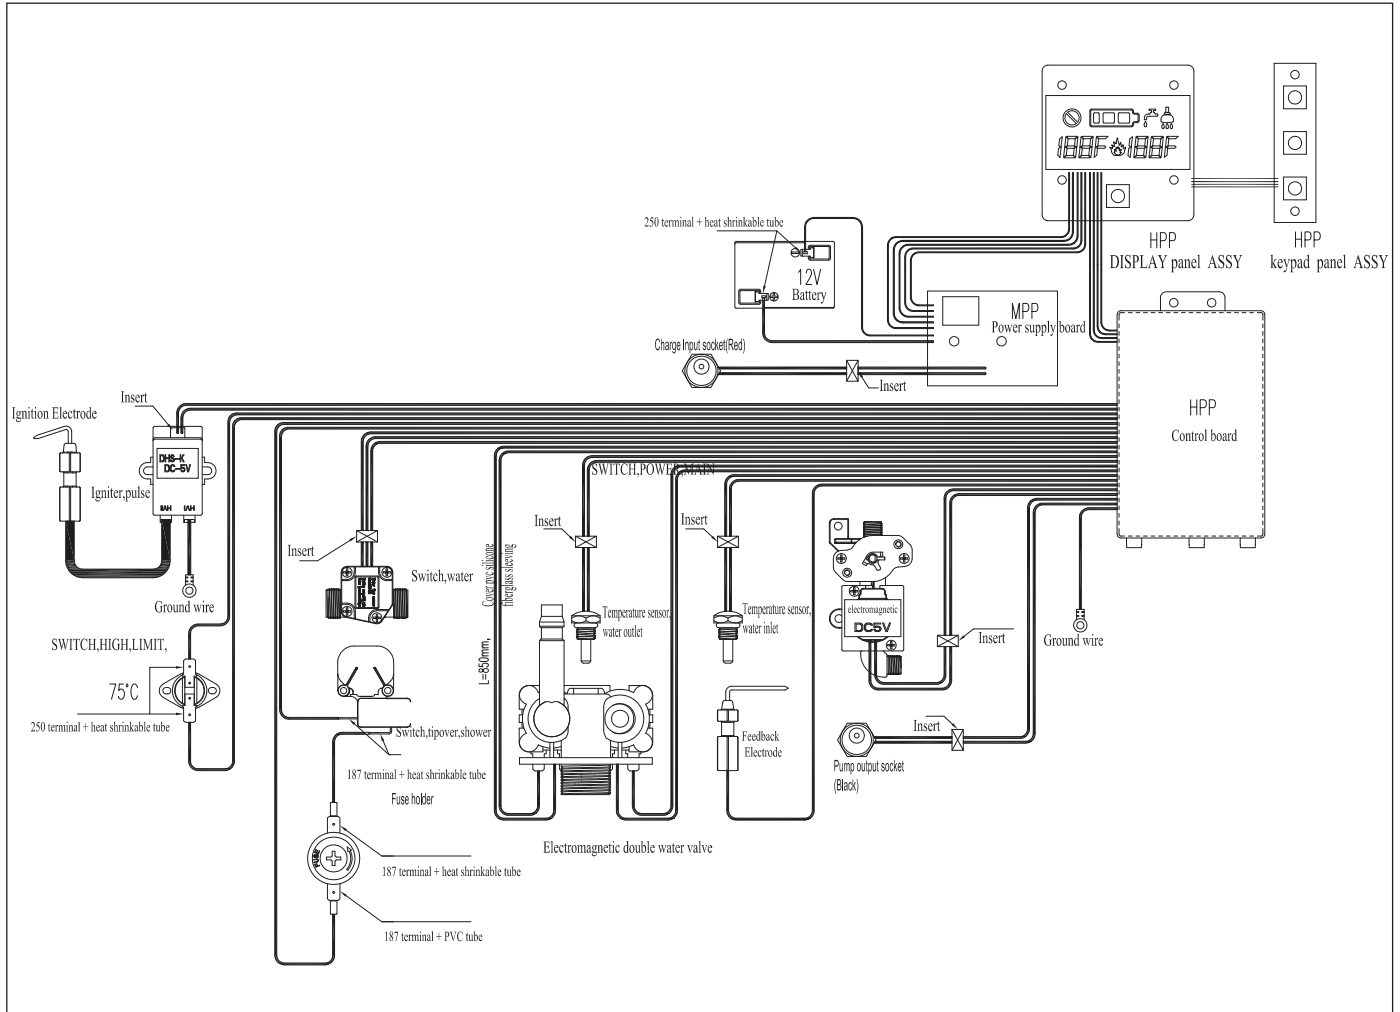 188F 188F
250 terminal + heat shrinkable tube
HPP
DISPLAY panel ASSY
HPP
keypad panel ASSY
12V
Battery
MPP
Power supply board
Charge Input socket(Red)
Insert
HPP
Control board
Insert
Ignition Electrode
DHS-K
DC-5V
Igniter,pulse
HVII
HVI
SWITCH,POWER,MAIN
Insert
Insert
Insert
Switch,water
Cover pvc silicone
fiberglass sleeving
L=850mm,
Ground wire
Temperature sensor,
water outlet
Temperature sensor,
water inlet
electromagnetic
DC5V
Insert
Ground wire
SWITCH,HIGH,LIMIT,
75°C
250 terminal + heat shrinkable tube
Switch,tipover,shower
Feedback
Electrode
Insert
Pump output socket
(Black)
187 terminal + heat shrinkable tube
Fuse holder
FUSE
Electromagnetic double water valve
187 terminal + heat shrinkable tube
187 terminal + PVC tube